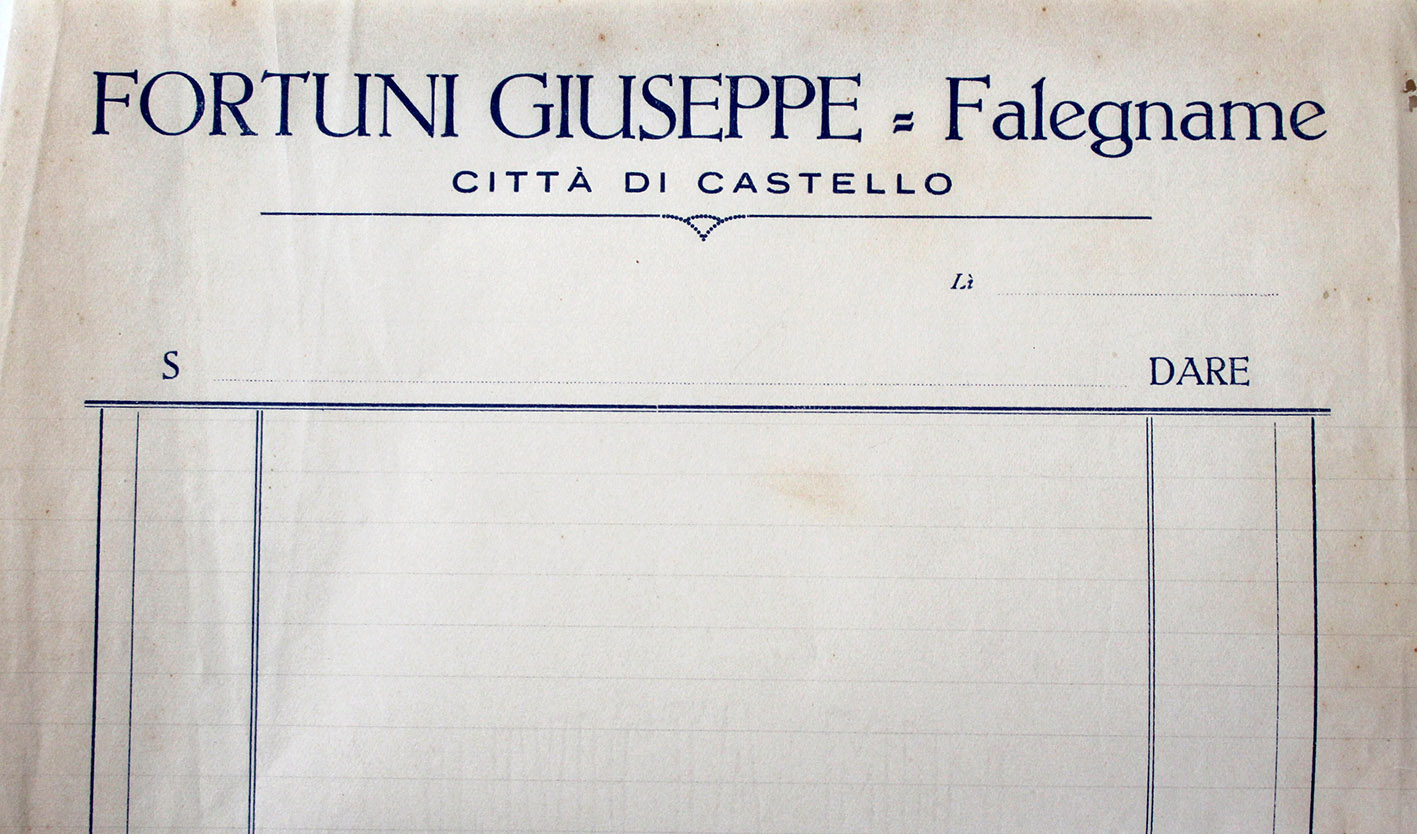 FORTUNI GIUSEPPE = Falegname
CITTÀ DI CASTELLO
Lì
S DARE